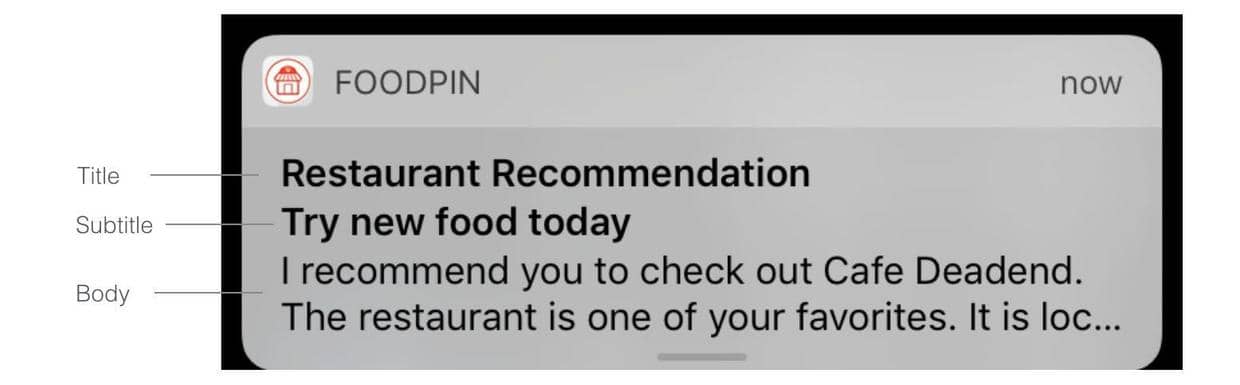 FOODPIN now
Title
Restaurant Recommendation
Subtitle
Try new food today
Body
I recommend you to check out Cafe Deadend.
The restaurant is one of your favorites. It is loc...